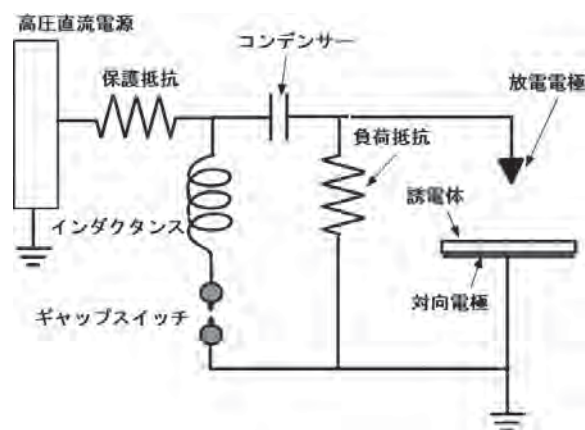 高圧直流電源
コンデンサー
保護抵抗
放電電極
負荷抵抗
誘電体
インダクタンス
対向電極
ギャップスイッチ